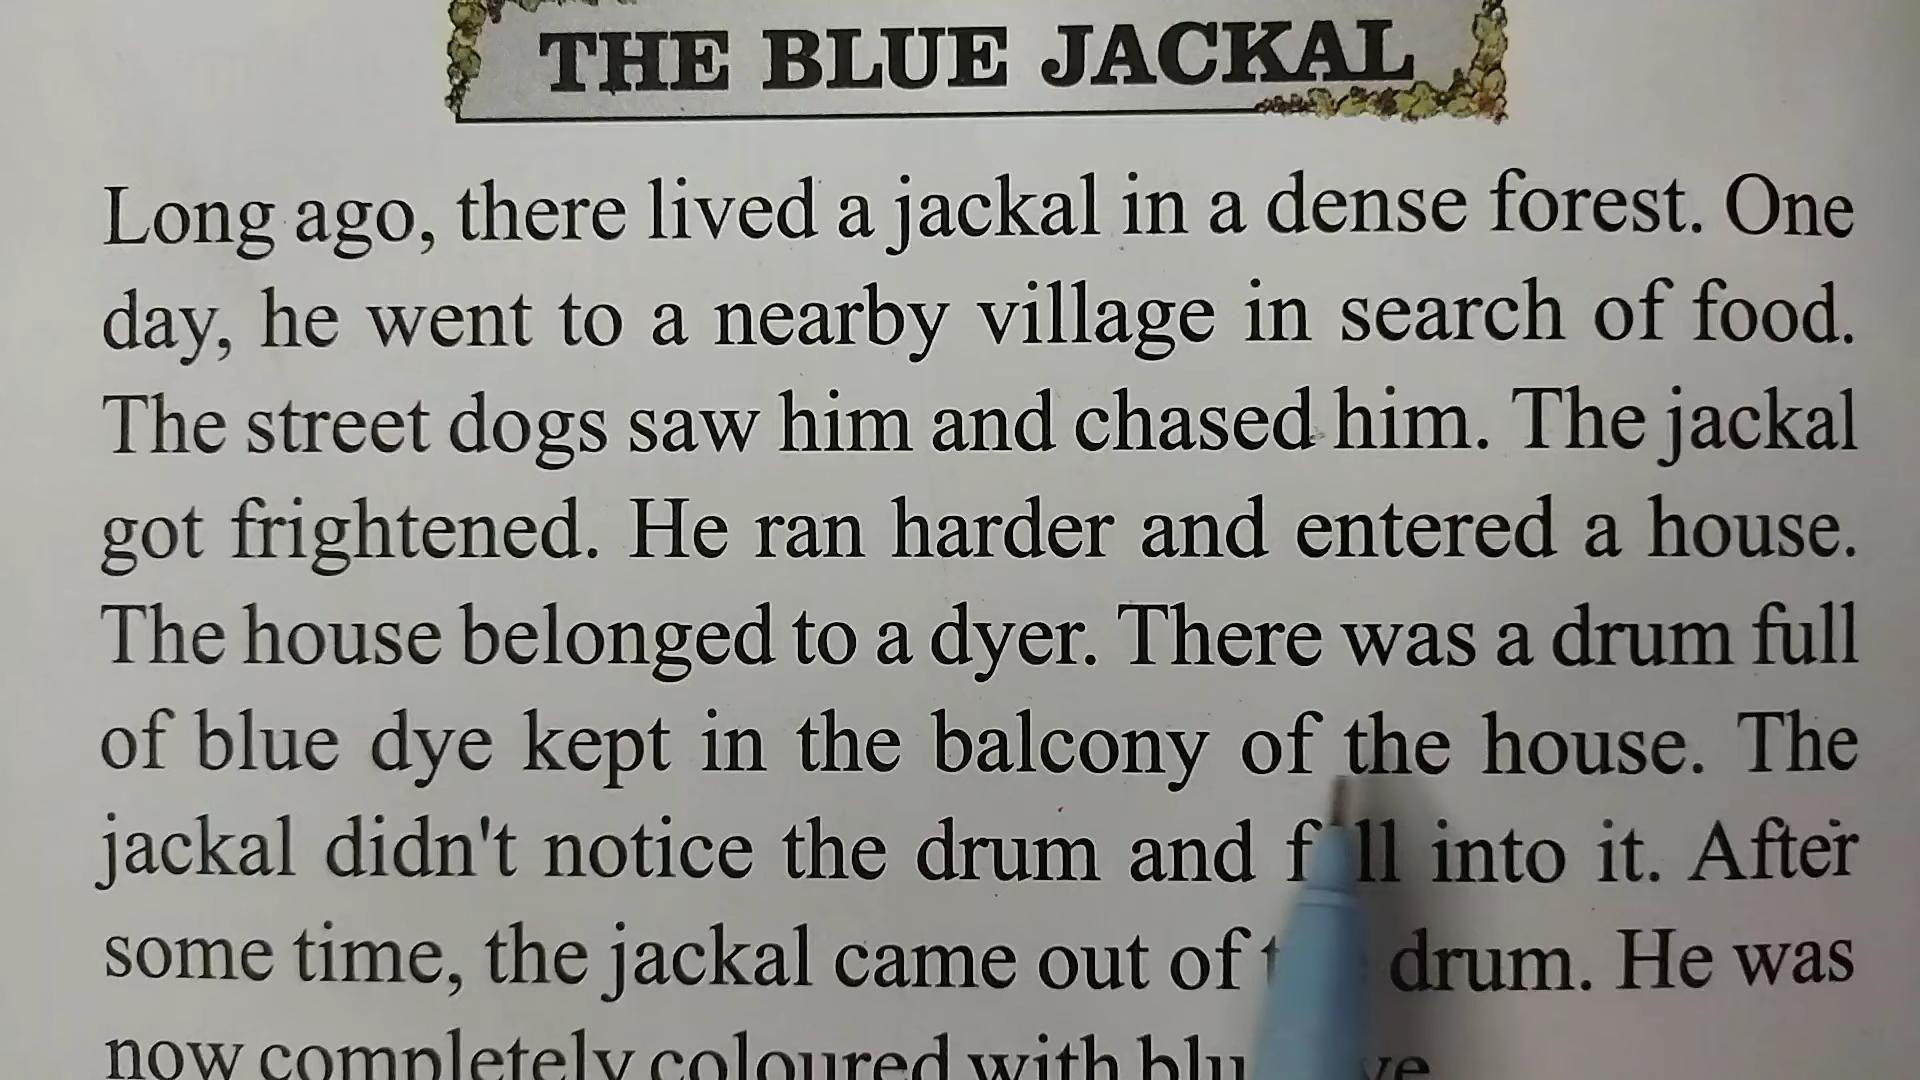 THE BLUE JACKAL
Long ago, there lived a jackal in a dense forest. One
day, he went to a nearby village in search of food.
The street dogs saw him and chased him. The jackal
got frightened. He ran harder and entered a house.
The house belonged to a dyer. There was a drum full
of blue dye kept in the balcony of the house. The
jackal didn't notice the drum and into it. After
some time, the jackal came out of drum. He was
now completely coloured with